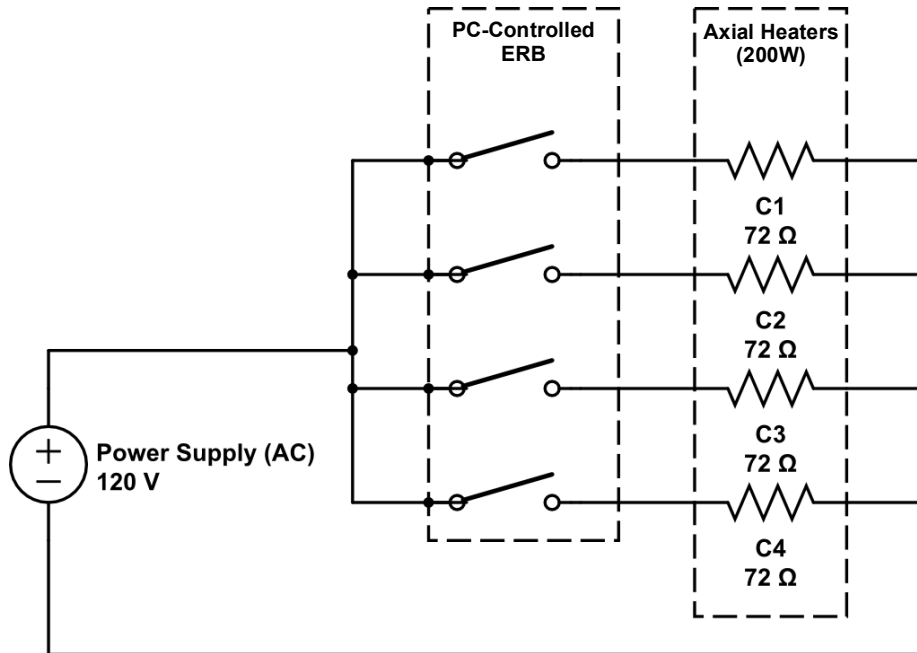 PC-Controlled
ERB
Axial Heaters
(200W)
C1
72 Ω
C2
72 Ω
C3
72 Ω
C4
72 Ω
+
−
Power Supply (AC)
120 V